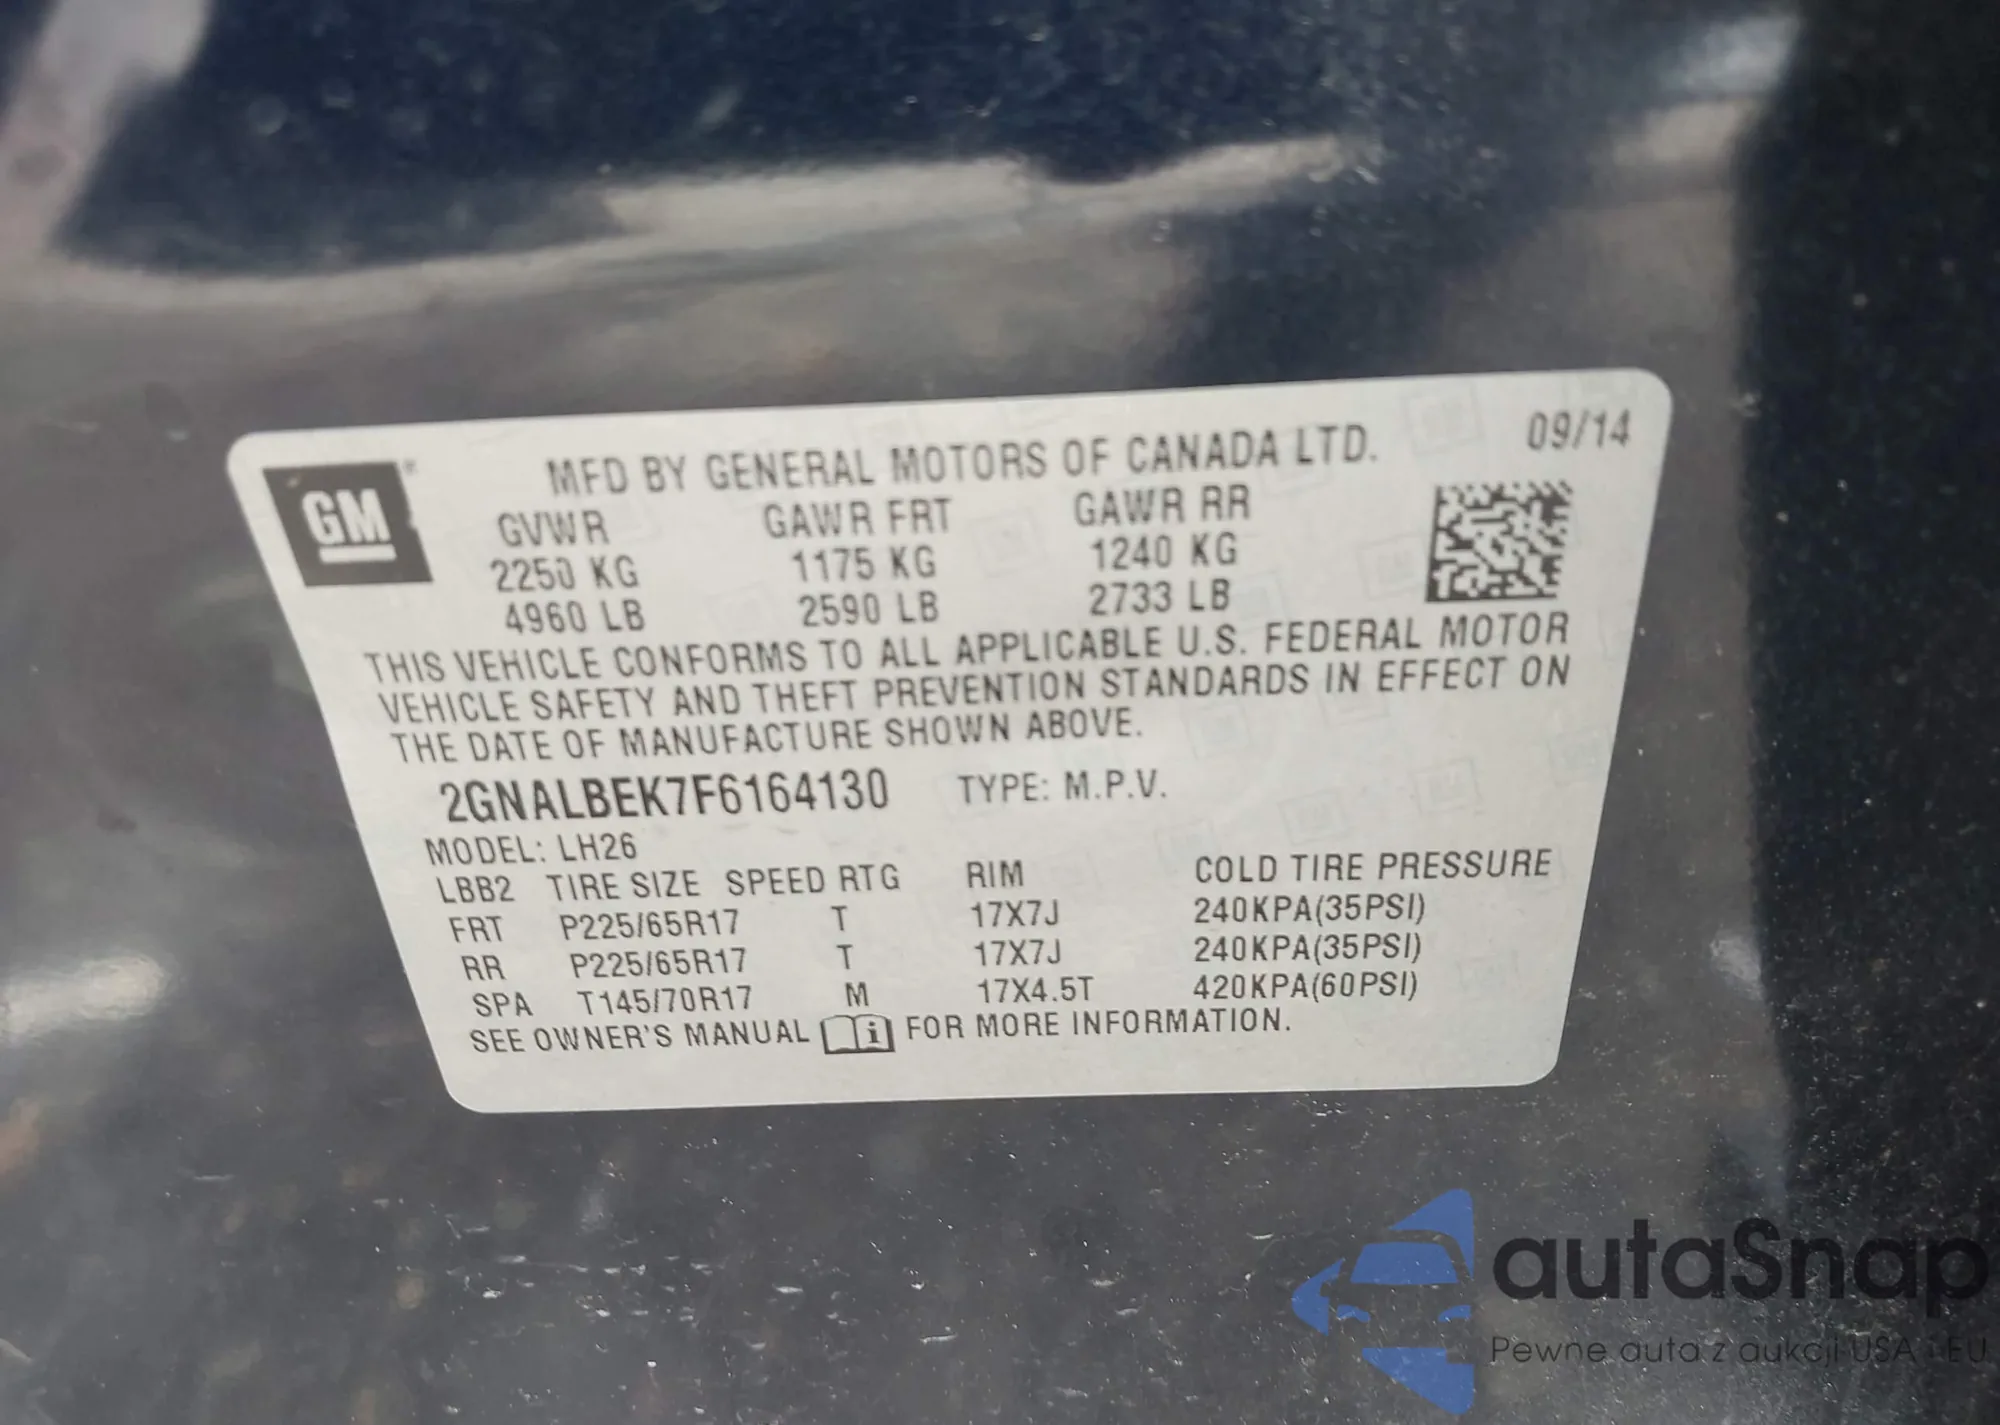 GM
MFD BY GENERAL MOTORS OF CANADA LTD. 09/14
GVWR GAWR FRT GAWR RR
2250 KG 1175 KG 1240 KG
4960 LB 2590 LB 2733 LB
THIS VEHICLE CONFORMS TO ALL APPLICABLE U.S. FEDERAL MOTOR
VEHICLE SAFETY AND THEFT PREVENTION STANDARDS IN EFFECT ON
THE DATE OF MANUFACTURE SHOWN ABOVE.
2GNALBEK7F6164130 TYPE: M.P.V.
MODEL: LH26
LBB2 TIRE SIZE SPEED RTG RIM COLD TIRE PRESSURE
FRT P225/65R17 T 17X7J 240KPA(35PSI)
RR P225/65R17 T 17X7J 240KPA(35PSI)
SPA T145/70R17 M 17X4.5T 420KPA(60PSI)
SEE OWNER'S MANUAL i FOR MORE INFORMATION.
autaSnap
Pewne auta z aukcji USA i EU